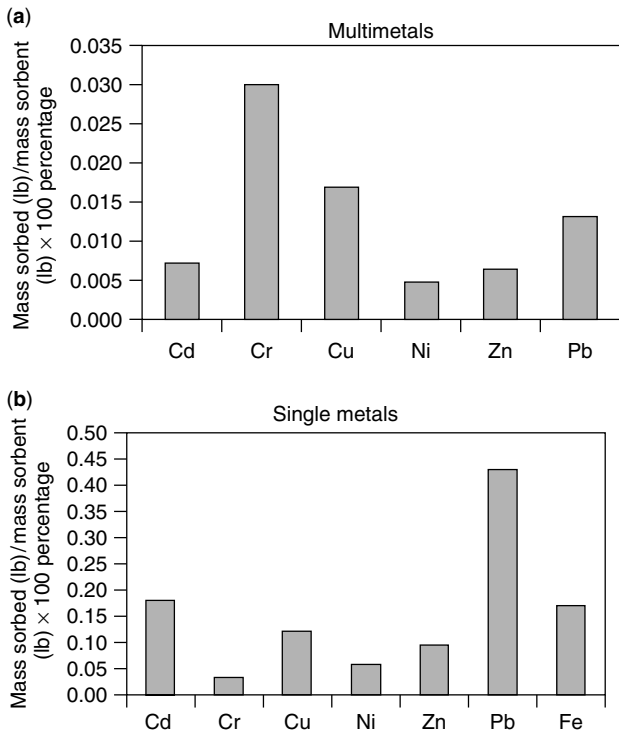 (a)
Multimetals
Mass sorbed (lb)/mass sorbent
(lb) × 100 percentage
0.035
0.030
0.025
0.020
0.015
0.010
0.005
0.000
Cd Cr Cu Ni Zn Pb
(b)
Single metals
Mass sorbed (lb)/mass sorbent
(lb) × 100 percentage
0.50
0.45
0.40
0.35
0.30
0.25
0.20
0.15
0.10
0.05
0.00
Cd Cr Cu Ni Zn Pb Fe